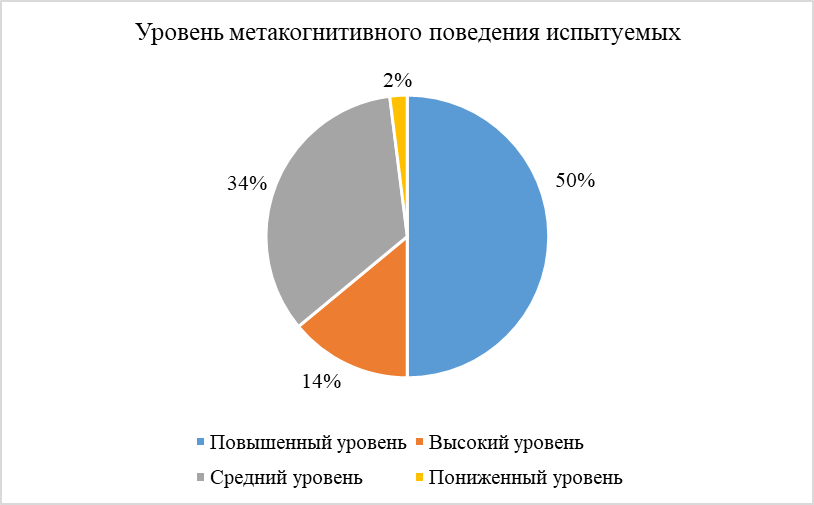 Уровень метакогнитивного поведения испытуемых
2%
50%
34%
14%
Повышенный уровень
Высокий уровень
Средний уровень
Пониженный уровень